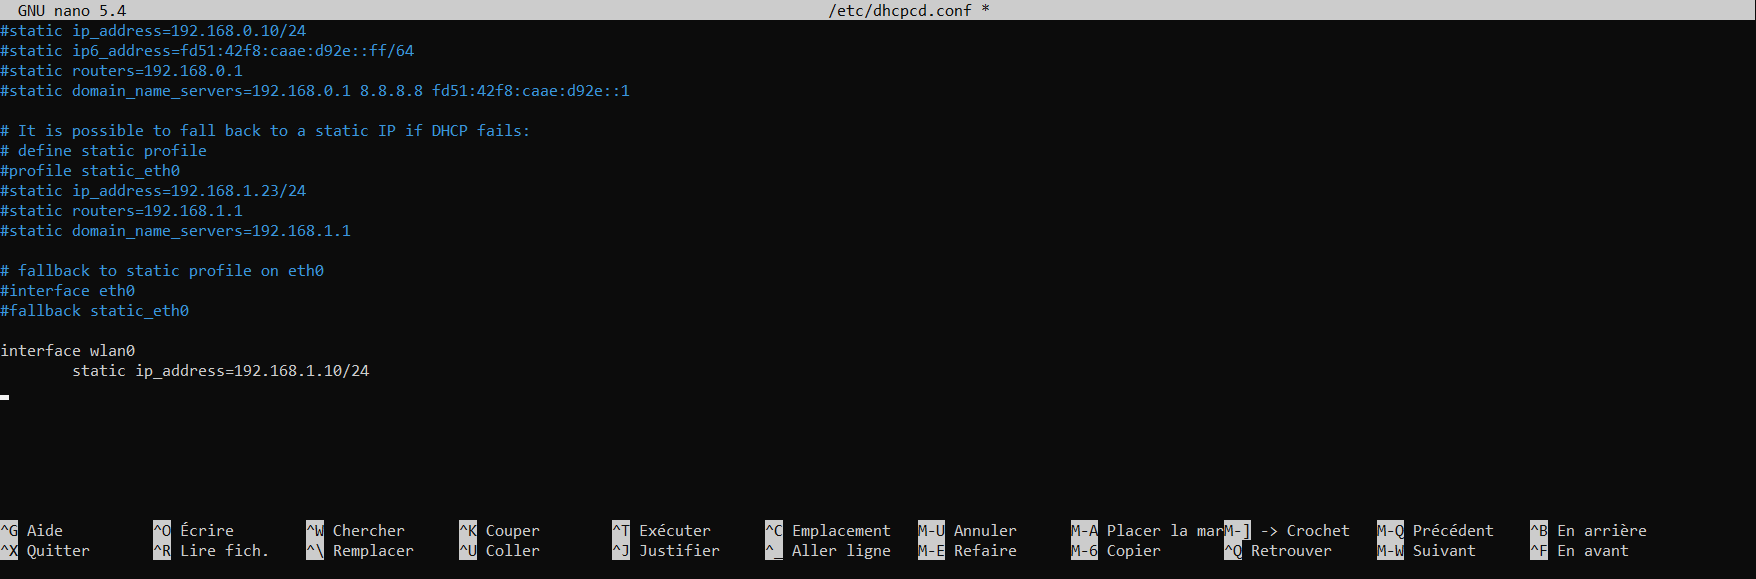 GNU nano 5.4 /etc/dhcpcd.conf *
#static ip_address=192.168.0.10/24
#static ip6_address=fd51:42f8:caae:d92e::ff/64
#static routers=192.168.0.1
#static domain_name_servers=192.168.0.1 8.8.8.8 fd51:42f8:caae:d92e::1
# It is possible to fall back to a static IP if DHCP fails:
# define static profile
#profile static_eth0
#static ip_address=192.168.1.23/24
#static routers=192.168.1.1
#static domain_name_servers=192.168.1.1
# fallback to static profile on eth0
#interface eth0
#fallback static_eth0
interface wlan0
static ip_address=192.168.1.10/24
^G Aide ^O Écrire ^W Chercher ^K Couper ^T Exécuter ^C Emplacement M-U Annuler M-A Placer la marM-] -> Crochet M-Q Précédent ^B En arrière
^X Quitter ^R Lire fich. ^\ Remplacer ^U Coller ^J Justifier ^_ Aller ligne M-E Refaire M-6 Copier ^Q Retrouver M-W Suivant ^F En avant